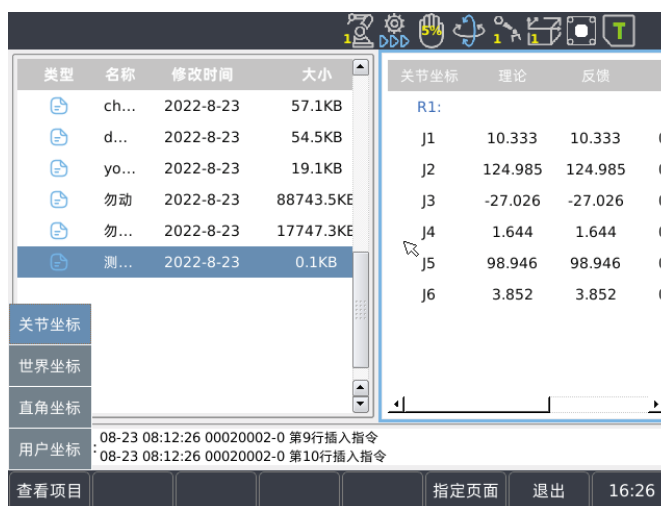 1 5% 1 1 T
类型 名称 修改时间 大小
ch... 2022-8-23 57.1KB
d... 2022-8-23 54.5KB
yo... 2022-8-23 19.1KB
勿动 2022-8-23 88743.5KB
勿... 2022-8-23 17747.3KB
测... 2022-8-23 0.1KB
关节坐标 理论 反馈
R1:
J1 10.333 10.333
J2 124.985 124.985
J3 -27.026 -27.026
J4 1.644 1.644
J5 98.946 98.946
J6 3.852 3.852
关节坐标
世界坐标
直角坐标
用户坐标
: 08-23 08:12:26 00020002-0 第9行插入指令
08-23 08:12:26 00020002-0 第10行插入指令
查看项目 指定页面 退出 16:26